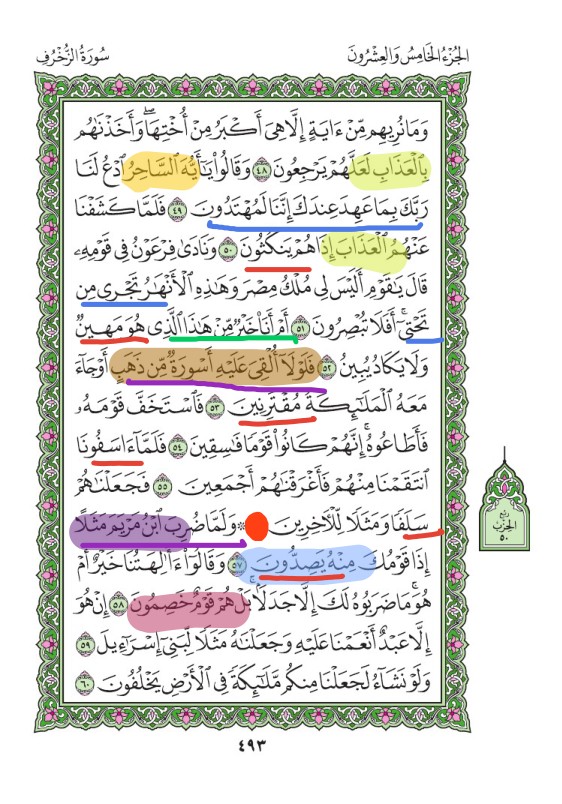 سُورَةُ الزُّخْرُفِ
الجُزْءُ الخَامِسُ وَالعِشْرُونَ
وَمَا نُرِيهِم مِّنْ ءَايَةٍ إِلَّا هِىَ أَكْبَرُ مِنْ أُخْتِهَا ۖ وَأَخَذْنَٰهُم
بِٱلْعَذَابِ لَعَلَّهُمْ يَرْجِعُونَ ٤٨ وَقَالُوا۟ يَٰٓأَيُّهَ ٱلسَّاحِرُ ٱدْعُ لَنَا
رَبَّكَ بِمَا عَهِدَ عِندَكَ إِنَّنَا لَمُهْتَدُونَ ٤٩ فَلَمَّا كَشَفْنَا
عَنْهُمُ ٱلْعَذَابَ إِذَا هُمْ يَنكُثُونَ ٥٠ وَنَادَىٰ فِرْعَوْنُ فِى قَوْمِهِۦ
قَالَ يَٰقَوْمِ أَلَيْسَ لِى مُلْكُ مِصْرَ وَهَٰذِهِ ٱلْأَنْهَٰرُ تَجْرِى مِن
تَحْتِىٓ ۖ أَفَلَا تُبْصِرُونَ ٥١ أَمْ أَنَا۠ خَيْرٌ مِّنْ هَٰذَا ٱلَّذِى هُوَ مَهِينٌ
وَلَا يَكَادُ يُبِينُ ٥٢ فَلَوْلَآ أُلْقِىَ عَلَيْهِ أَسْوِرَةٌ مِّن ذَهَبٍ أَوْ جَآءَ
مَعَهُ ٱلْمَلَٰٓئِكَةُ مُقْتَرِنِينَ ٥٣ فَٱسْتَخَفَّ قَوْمَهُۥ
فَأَطَاعُوهُ ۚ إِنَّهُمْ كَانُوا۟ قَوْمًا فَٰسِقِينَ ٥٤ فَلَمَّآ ءَاسَفُونَا
ٱنتَقَمْنَا مِنْهُمْ فَأَغْرَقْنَٰهُمْ أَجْمَعِينَ ٥٥ فَجَعَلْنَٰهُمْ
سَلَفًا وَمَثَلًا لِّلْءَاخِرِينَ ۞ وَلَمَّا ضُرِبَ ٱبْنُ مَرْيَمَ مَثَلًا
إِذَا قَوْمُكَ مِنْهُ يَصِدُّونَ ٥٧ وَقَالُوٓا۟ ءَأَٰلِهَتُنَا خَيْرٌ أَمْ
هُوَ ۚ مَا ضَرَبُوهُ لَكَ إِلَّا جَدَلًۢا ۚ بَلْ هُمْ قَوْمٌ خَصِمُونَ ٥٨ إِنْ هُوَ
إِلَّا عَبْدٌ أَنْعَمْنَا عَلَيْهِ وَجَعَلْنَٰهُ مَثَلًا لِّبَنِىٓ إِسْرَٰٓءِيلَ ٥٩
وَلَوْ نَشَآءُ لَجَعَلْنَا مِنكُم مَّلَٰٓئِكَةً فِى ٱلْأَرْضِ يَخْلُفُونَ ٦٠
ربع
الحزب
٥٠
٤٩٣